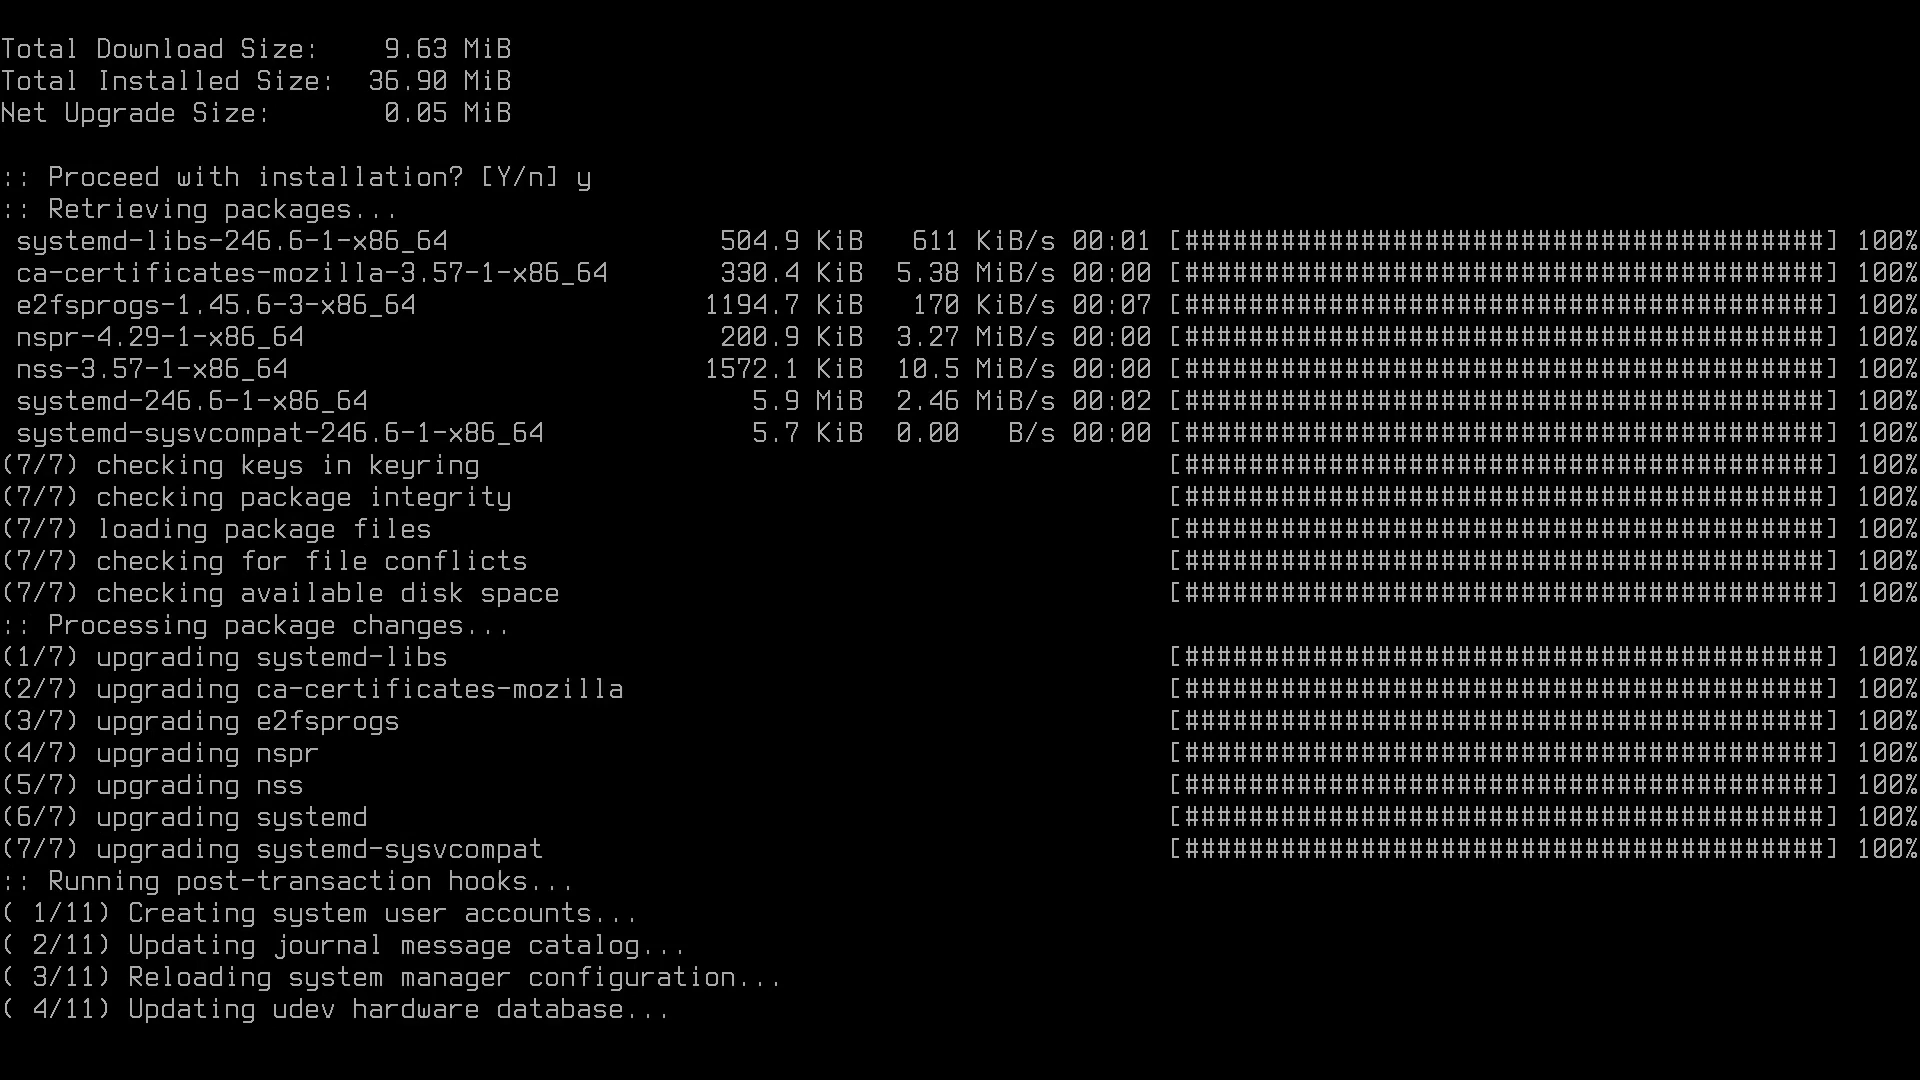 Total Download Size:    9.63 MiB
Total Installed Size:  36.90 MiB
Net Upgrade Size:       0.05 MiB
:: Proceed with installation? [Y/n] y
:: Retrieving packages...
 systemd-libs-246.6-1-x86_64                 504.9 KiB   611 KiB/s 00:01 [########################################] 100%
 ca-certificates-mozilla-3.57-1-x86_64       330.4 KiB  5.38 MiB/s 00:00 [########################################] 100%
 e2fsprogs-1.45.6-3-x86_64                  1194.7 KiB   170 KiB/s 00:07 [########################################] 100%
 nspr-4.29-1-x86_64                          200.9 KiB  3.27 MiB/s 00:00 [########################################] 100%
 nss-3.57-1-x86_64                          1572.1 KiB  10.5 MiB/s 00:00 [########################################] 100%
 systemd-246.6-1-x86_64                        5.9 MiB  2.46 MiB/s 00:02 [########################################] 100%
 systemd-sysvcompat-246.6-1-x86_64             5.7 KiB  0.00   B/s 00:00 [########################################] 100%
(7/7) checking keys in keyring                                           [########################################] 100%
(7/7) checking package integrity                                         [########################################] 100%
(7/7) loading package files                                              [########################################] 100%
(7/7) checking for file conflicts                                        [########################################] 100%
(7/7) checking available disk space                                      [########################################] 100%
:: Processing package changes...
(1/7) upgrading systemd-libs                                             [########################################] 100%
(2/7) upgrading ca-certificates-mozilla                                  [########################################] 100%
(3/7) upgrading e2fsprogs                                                [########################################] 100%
(4/7) upgrading nspr                                                     [########################################] 100%
(5/7) upgrading nss                                                      [########################################] 100%
(6/7) upgrading systemd                                                  [########################################] 100%
(7/7) upgrading systemd-sysvcompat                                       [########################################] 100%
:: Running post-transaction hooks...
( 1/11) Creating system user accounts...
( 2/11) Updating journal message catalog...
( 3/11) Reloading system manager configuration...
( 4/11) Updating udev hardware database...